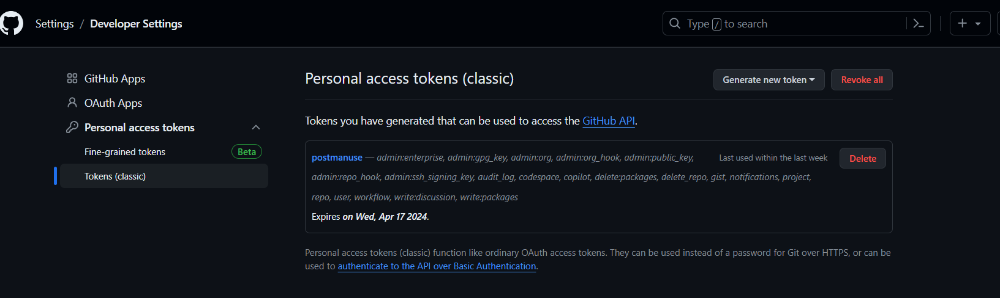 Settings / Developer Settings
Type / to search
GitHub Apps
OAuth Apps
Personal access tokens
Fine-grained tokens Beta
Tokens (classic)
Personal access tokens (classic)
Generate new token
Revoke all
Tokens you have generated that can be used to access the GitHub API.
postmanuse — admin:enterprise, admin:gpg_key, admin:org, admin:org_hook, admin:public_key,
admin:repo_hook, admin:ssh_signing_key, audit_log, codespace, copilot, delete:packages, delete_repo, gist, notifications, project,
repo, user, workflow, write:discussion, write:packages
Last used within the last week
Delete
Expires on Wed, Apr 17 2024.
Personal access tokens (classic) function like ordinary OAuth access tokens. They can be used instead of a password for Git over HTTPS, or can be
used to authenticate to the API over Basic Authentication.